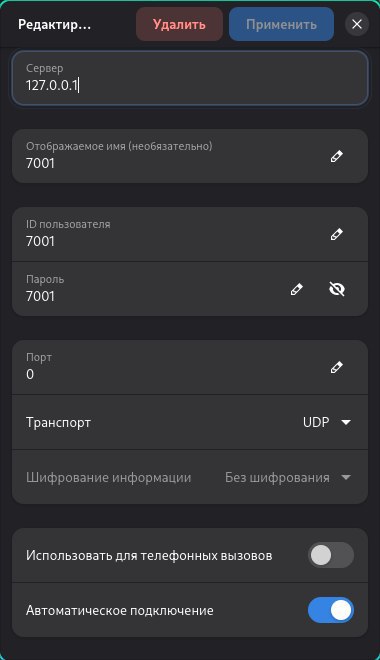 Редактир...
Удалить
Применить
Сервер
127.0.0.1
Отображаемое имя (необязательно)
7001
ID пользователя
7001
Пароль
7001
Порт
0
Транспорт
UDP
Шифрование информации
Без шифрования
Использовать для телефонных вызовов
Автоматическое подключение